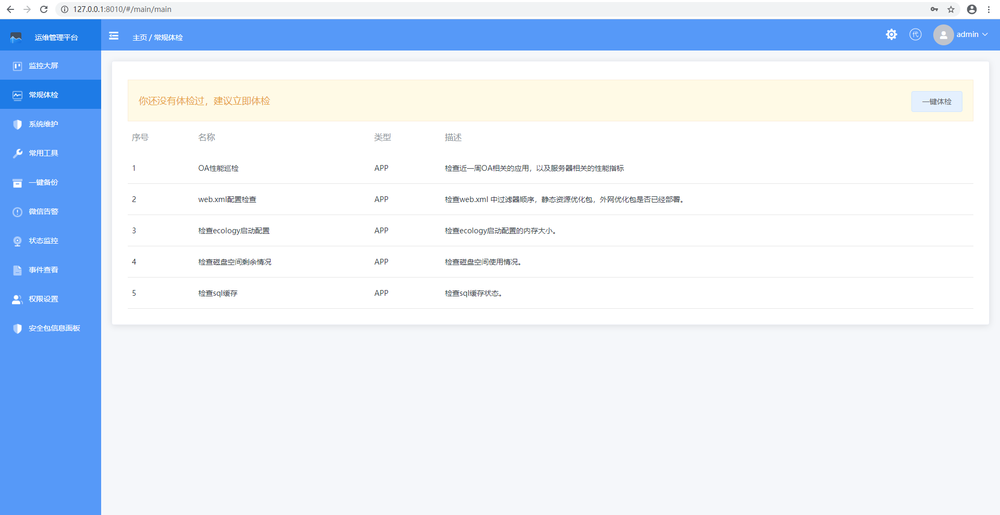 127.0.0.1:8010/#/main/main
运维管理平台
主页 / 常规体检
代
admin
监控大屏
常规体检
系统维护
常用工具
一键备份
微信告警
状态监控
事件查看
权限设置
安全包信息面板
你还没有体检过，建议立即体检
一键体检
序号 名称 类型 描述
1 OA性能巡检 APP 检查近一周OA相关的应用，以及服务器相关的性能指标
2 web.xml配置检查 APP 检查web.xml 中过滤器顺序，静态资源优化包，外网优化包是否已经部署。
3 检查ecology启动配置 APP 检查ecology启动配置的内存大小。
4 检查磁盘空间剩余情况 APP 检查磁盘空间使用情况。
5 检查sql缓存 APP 检查sql缓存状态。